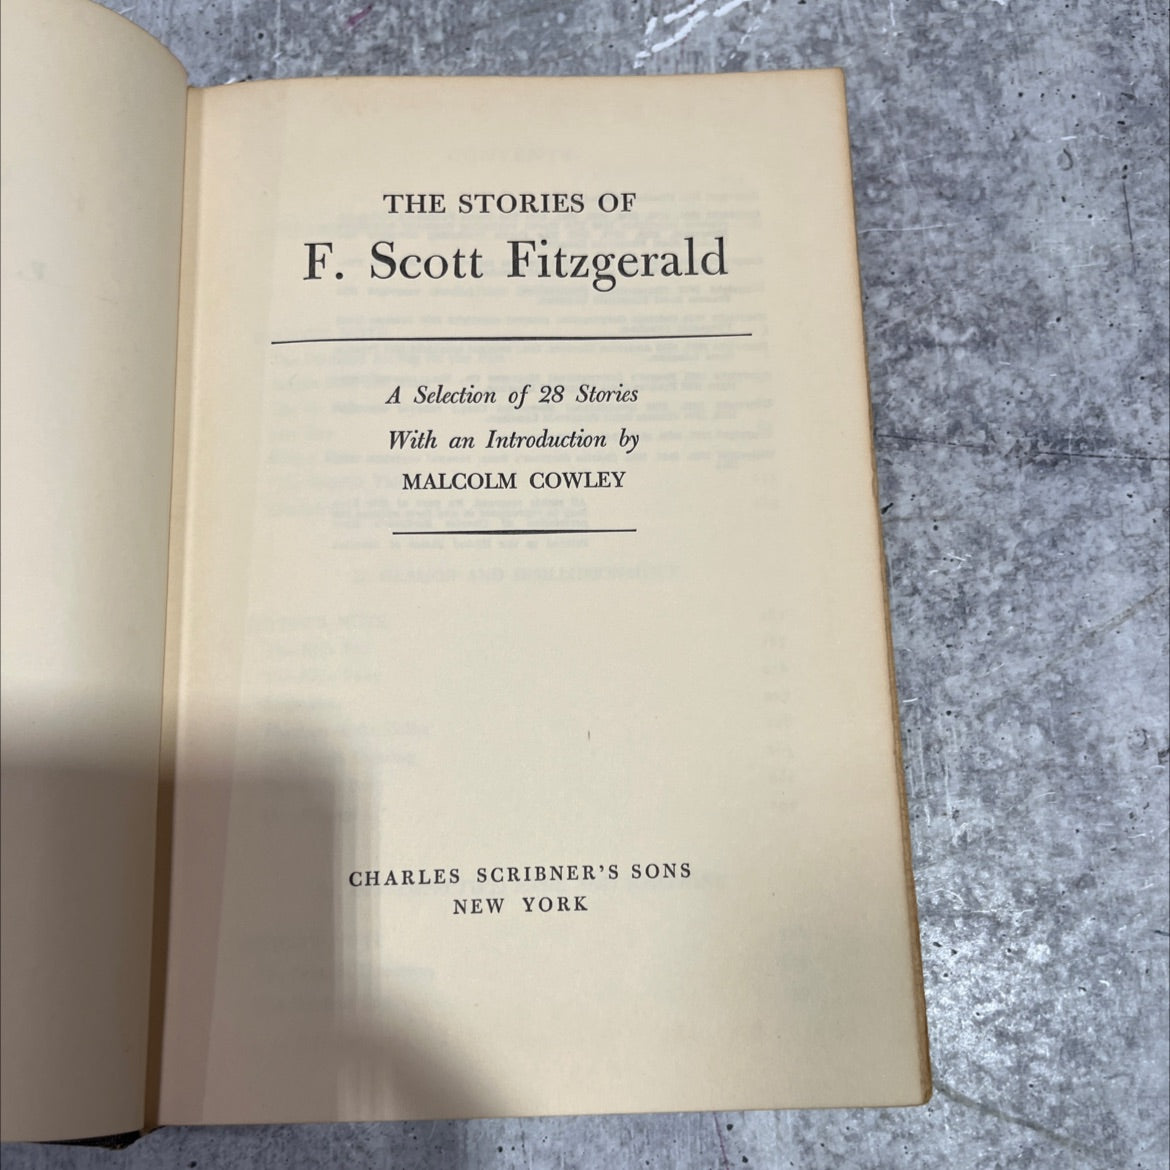 THE STORIES OF
F. Scott Fitzgerald
A Selection of 28 Stories
With an Introduction by
MALCOLM COWLEY
CHARLES SCRIBNER'S SONS
NEW YORK